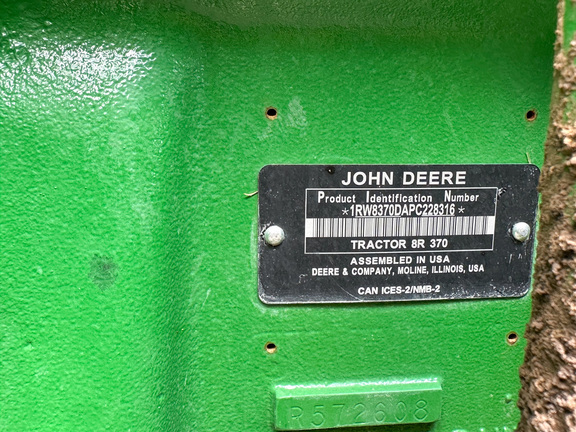 JOHN DEERE
Product Identification Number
*1RW8370DAPC228316*
TRACTOR 8R 370
ASSEMBLED IN USA
DEERE & COMPANY, MOLINE, ILLINOIS, USA
CAN ICES-2/NMB-2
R572608